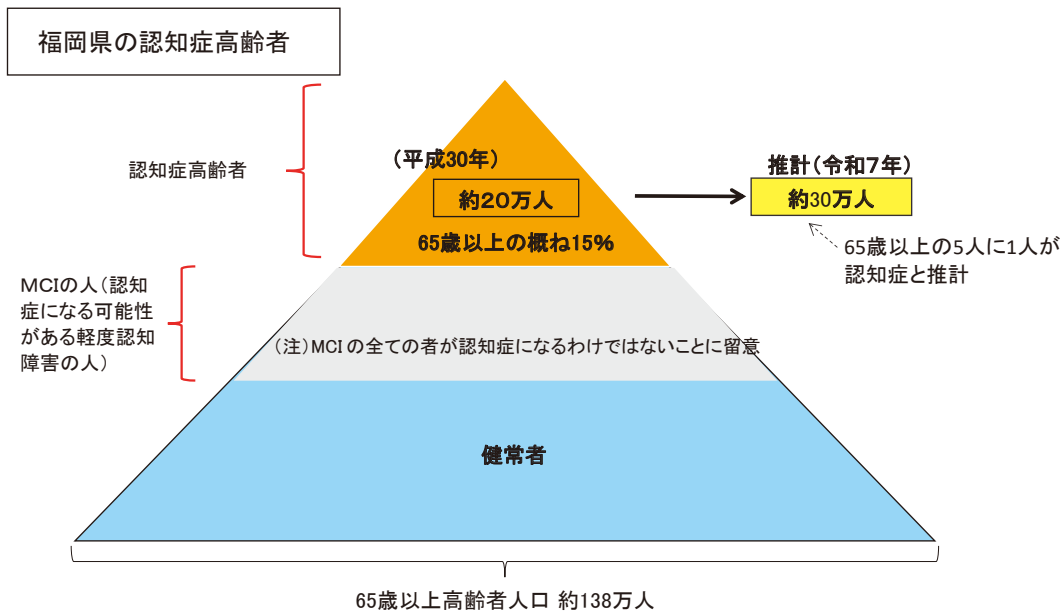 福岡県の認知症高齢者
認知症高齢者
(平成30年)
約20万人
65歳以上の概ね15%
推計(令和7年)
約30万人
65歳以上の5人に1人が
認知症と推計
MCIの人(認知
症になる可能性
がある軽度認知
障害の人)
(注)MCIの全ての者が認知症になるわけではないことに留意
健常者
65歳以上高齢者人口 約138万人